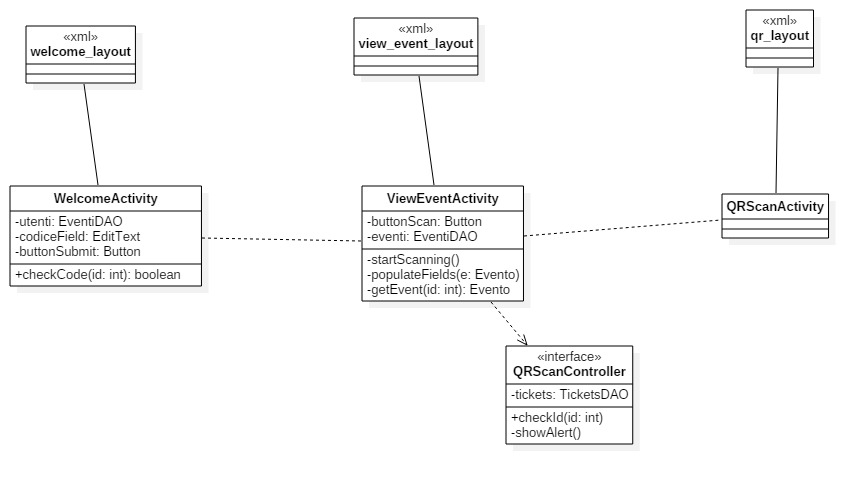 «xml»
welcome_layout
«xml»
view_event_layout
«xml»
qr_layout
WelcomeActivity
-utenti: EventiDAO
-codiceField: EditText
-buttonSubmit: Button
+checkCode(id: int): boolean
ViewEventActivity
-buttonScan: Button
-eventi: EventiDAO
-startScanning()
-populateFields(e: Evento)
-getEvent(id: int): Evento
QRScanActivity
«interface»
QRScanController
-tickets: TicketsDAO
+checkId(id: int)
-showAlert()